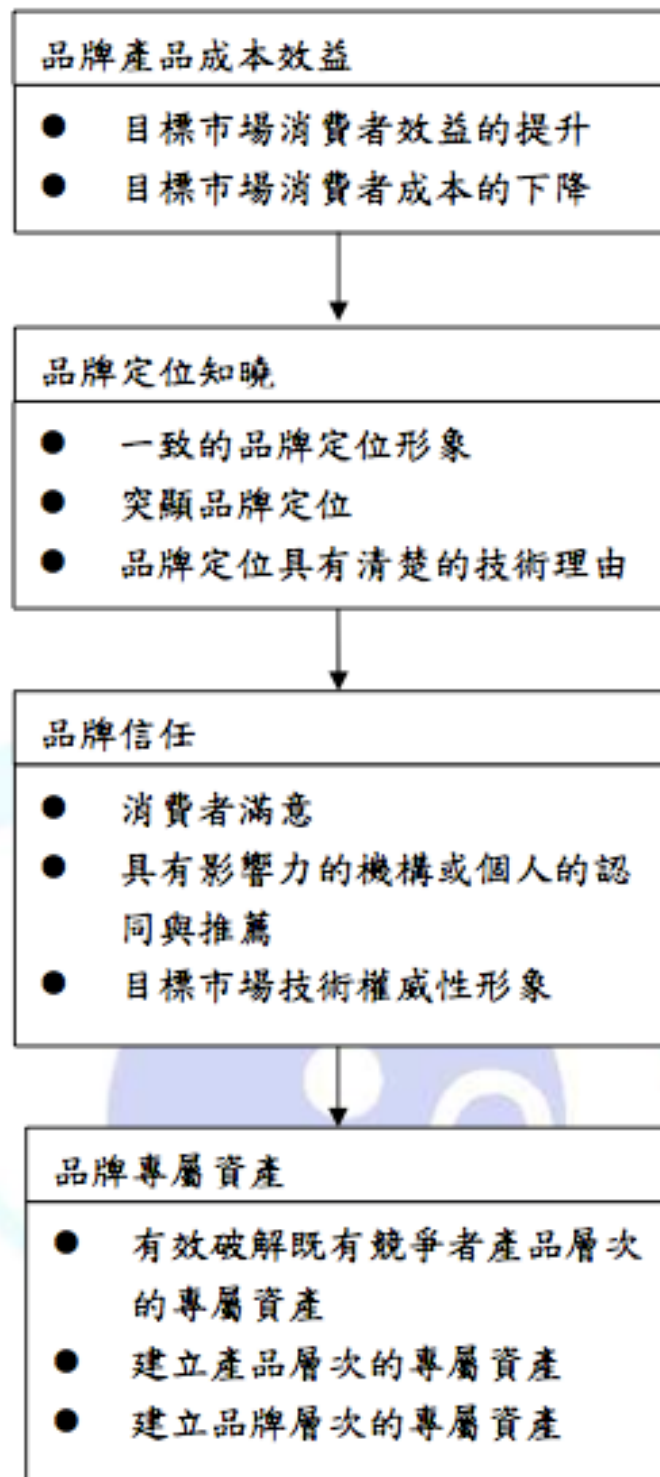 品牌產品成本效益
● 目標市場消費者效益的提升
● 目標市場消費者成本的下降
品牌定位知曉
● 一致的品牌定位形象
● 突顯品牌定位
● 品牌定位具有清楚的技術理由
品牌信任
● 消費者滿意
● 具有影響力的機構或個人的認
同與推薦
● 目標市場技術權威性形象
品牌專屬資產
● 有效破解既有競爭者產品層次
的專屬資產
● 建立產品層次的專屬資產
● 建立品牌層次的專屬資產